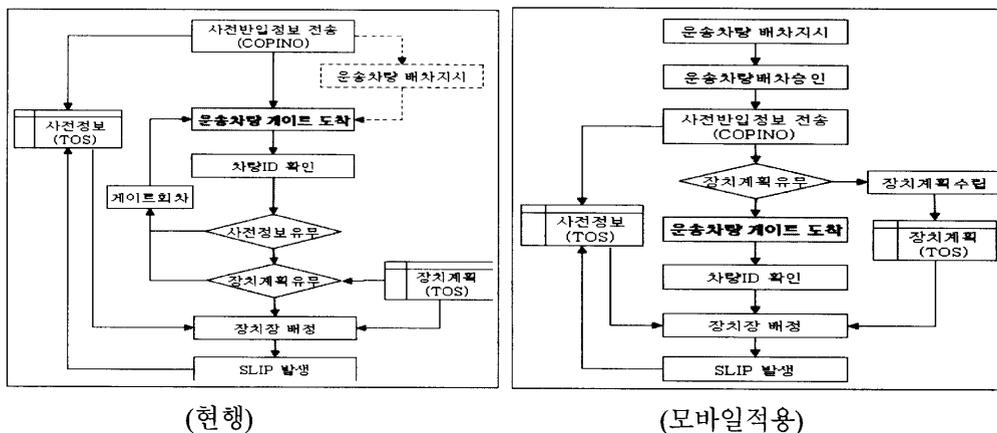 사전반입정보 전송
(COPINO)
운송차량 배차지시
사전정보
(TOS)
운송차량 게이트 도착
차량ID 확인
게이트회차
사전정보유무
장치계획유무
장치계획
(TOS)
장치장 배정
SLIP 발생
(현행)
운송차량 배차지시
운송차량배차승인
사전반입정보 전송
(COPINO)
장치계획유무
장치계획수립
사전정보
(TOS)
운송차량 게이트 도착
장치계획
(TOS)
차량ID 확인
장치장 배정
SLIP 발생
(모바일적용)